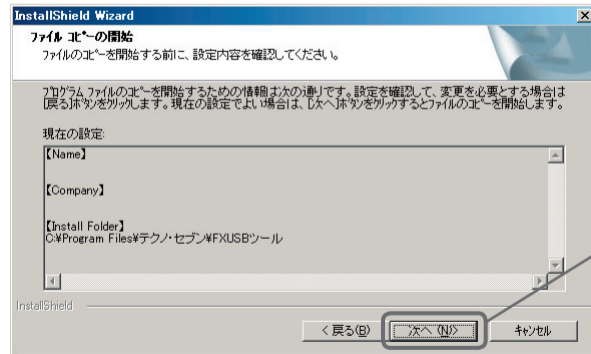 InstallShield Wizard
ファイル コピーの開始
ファイルのコピーを開始する前に、設定内容を確認してください。
プログラム ファイルのコピーを開始するための情報は次の通りです。設定を確認して、変更を必要とする場合は
[戻る]ボタンをクリックします。現在の設定でよい場合は、[次へ]ボタンをクリックするとファイルのコピーを開始します。
現在の設定:
【Name】
【Company】
【Install Folder】
C:¥Program Files¥テクノ・セブン¥FXUSBツール
InstallShield
< 戻る(B)
次へ (N)>
キャンセル